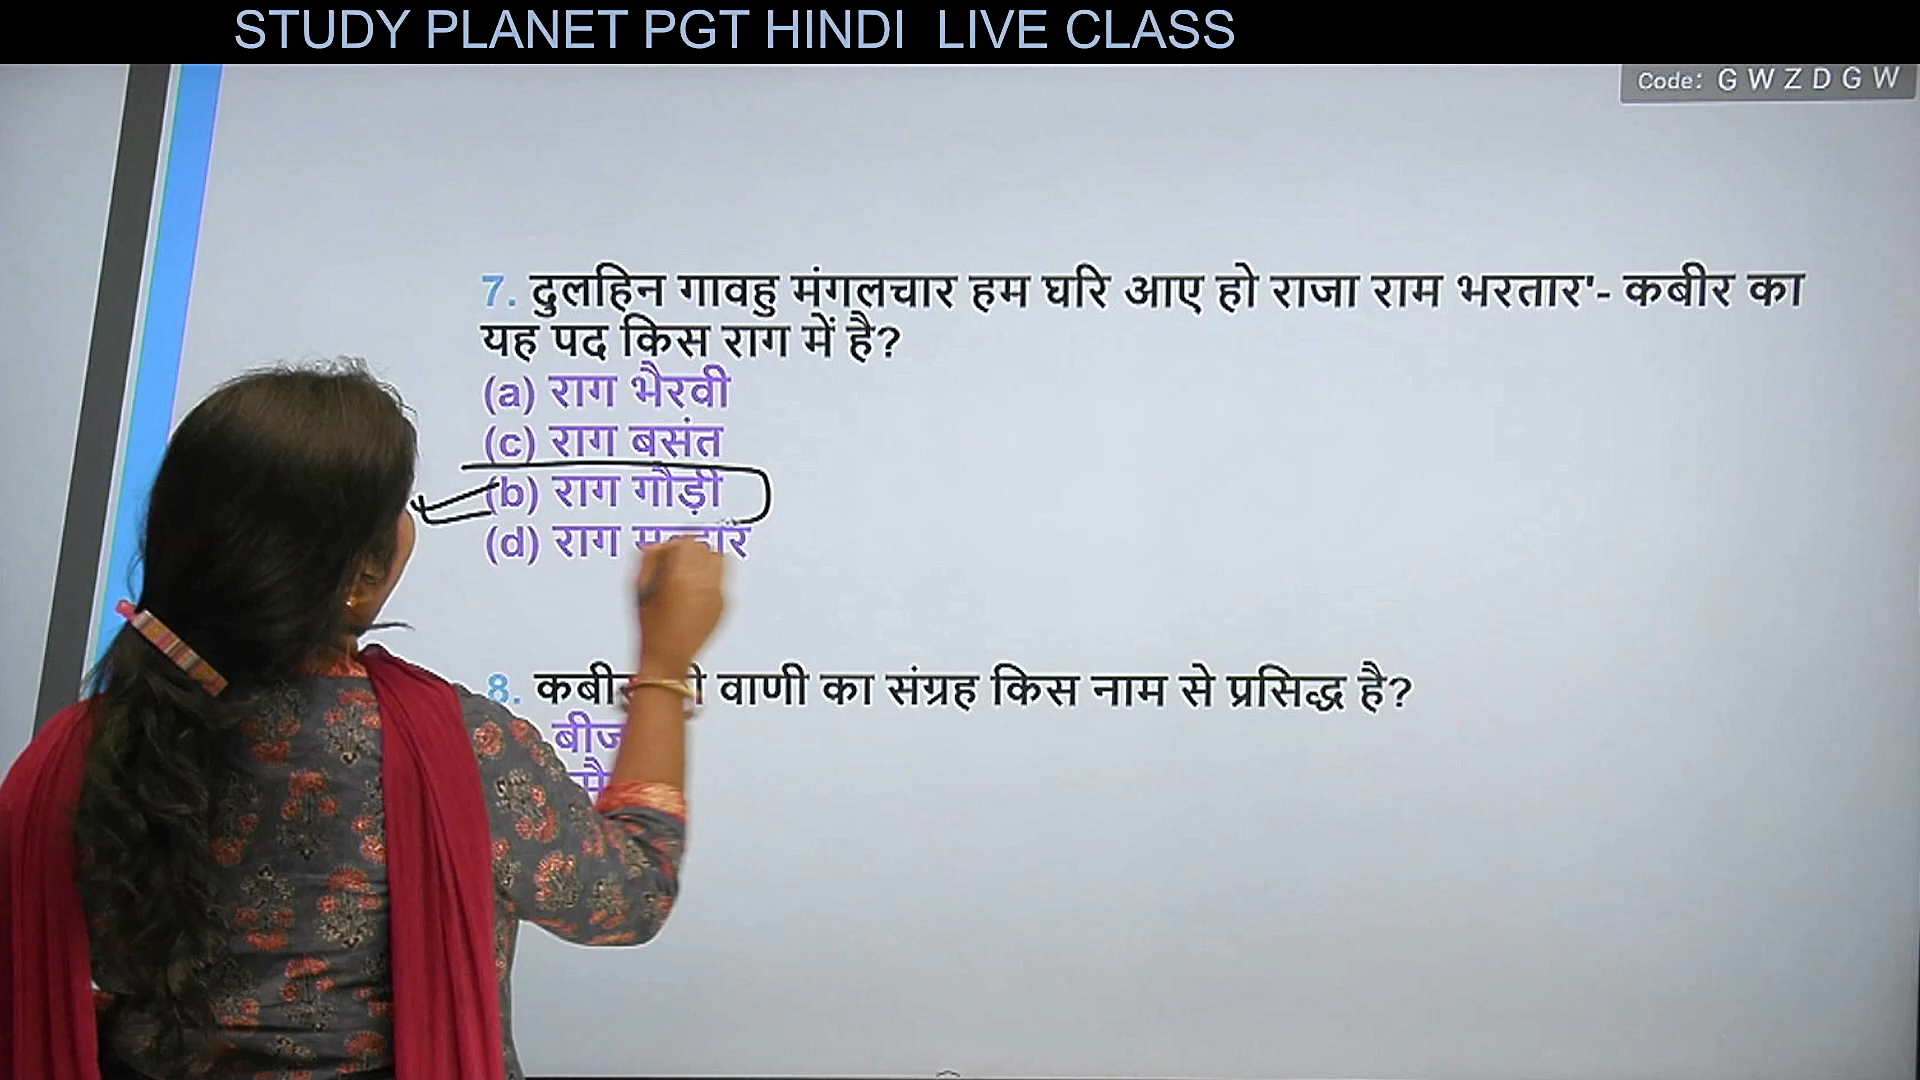 STUDY PLANET PGT HINDI LIVE CLASS
Code: G W Z D G W
7. दुलहिन गावहु मंगलचार हम घरि आए हो राजा राम भरतार'- कबीर का
यह पद किस राग में है?
(a) राग भैरवी
(c) राग बसंत
(b) राग गौड़ी
(d) राग
8. वाणी का संग्रह किस नाम से प्रसिद्ध है?